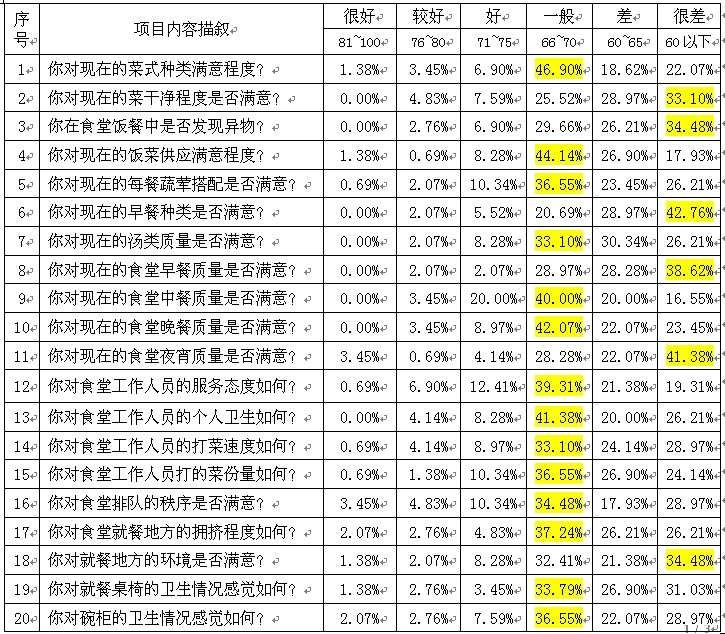 序号 项目内容描叙 很好 较好 好 一般 差 很差
81~100 76~80 71~75 66~70 60~65 60以下
1 你对现在的菜式种类满意程度？ 1.38% 3.45% 6.90% 46.90% 18.62% 22.07%
2 你对现在的菜干净程度是否满意？ 0.00% 4.83% 7.59% 25.52% 28.97% 33.10%
3 你在食堂饭餐中是否发现异物？ 0.00% 2.76% 6.90% 29.66% 26.21% 34.48%
4 你对现在的饭菜供应满意程度？ 1.38% 0.69% 8.28% 44.14% 26.90% 17.93%
5 你对现在的每餐蔬荤搭配是否满意？ 0.69% 2.07% 10.34% 36.55% 23.45% 26.21%
6 你对现在的早餐种类是否满意？ 0.00% 2.07% 5.52% 20.69% 28.97% 42.76%
7 你对现在的汤类质量是否满意？ 0.00% 2.07% 8.28% 33.10% 30.34% 26.21%
8 你对现在的食堂早餐质量是否满意？ 0.00% 2.07% 2.07% 28.97% 28.28% 38.62%
9 你对现在的食堂中餐质量是否满意？ 0.00% 3.45% 20.00% 40.00% 20.00% 16.55%
10 你对现在的食堂晚餐质量是否满意？ 0.00% 3.45% 8.97% 42.07% 22.07% 23.45%
11 你对现在的食堂夜宵质量是否满意？ 3.45% 0.69% 4.14% 28.28% 22.07% 41.38%
12 你对食堂工作人员的服务态度如何？ 0.69% 6.90% 12.41% 39.31% 21.38% 19.31%
13 你对食堂工作人员的个人卫生如何？ 0.00% 4.14% 8.28% 41.38% 20.00% 26.21%
14 你对食堂工作人员的打菜速度如何？ 0.69% 4.14% 8.97% 33.10% 24.14% 28.97%
15 你对食堂工作人员打的菜份量如何？ 0.69% 1.38% 10.34% 36.55% 26.90% 24.14%
16 你对食堂排队的秩序是否满意？ 3.45% 4.83% 10.34% 34.48% 17.93% 28.97%
17 你对食堂就餐地方的拥挤程度如何？ 2.07% 2.76% 4.83% 37.24% 26.21% 26.21%
18 你对就餐地方的环境是否满意？ 1.38% 2.07% 8.28% 32.41% 21.38% 34.48%
19 你对就餐桌椅的卫生情况感觉如何？ 1.38% 2.76% 3.45% 33.79% 26.90% 31.03%
20 你对碗柜的卫生情况感觉如何？ 2.07% 2.76% 7.59% 36.55% 22.07% 28.97%